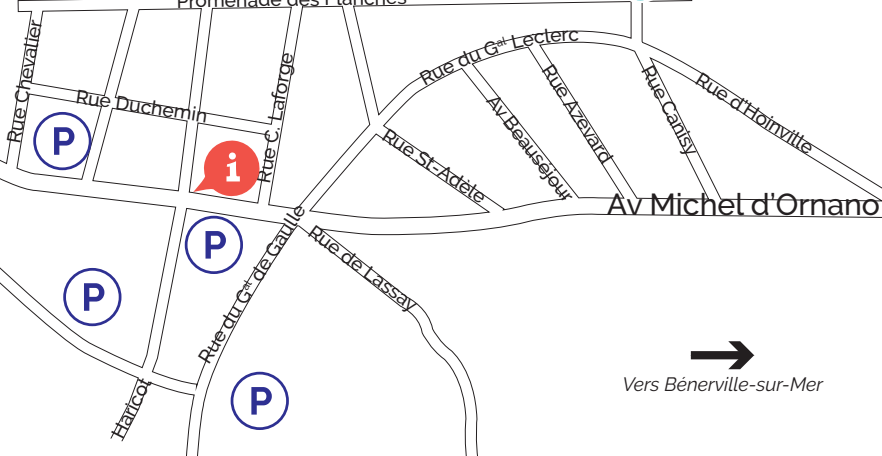 Promenade des Planches
Rue Chevalier
Rue Duchemin
Rue C. Laforge
P
i
P
P
P
Rue du Gal de Gaulle
Haricot
Rue de Lassay
Rue du Gal Leclerc
Rue St-Adèle
Av Beauséjour
Rue Azévard
Rue Canisy
Rue d'Hoinville
Av Michel d'Ornano
Vers Bénerville-sur-Mer